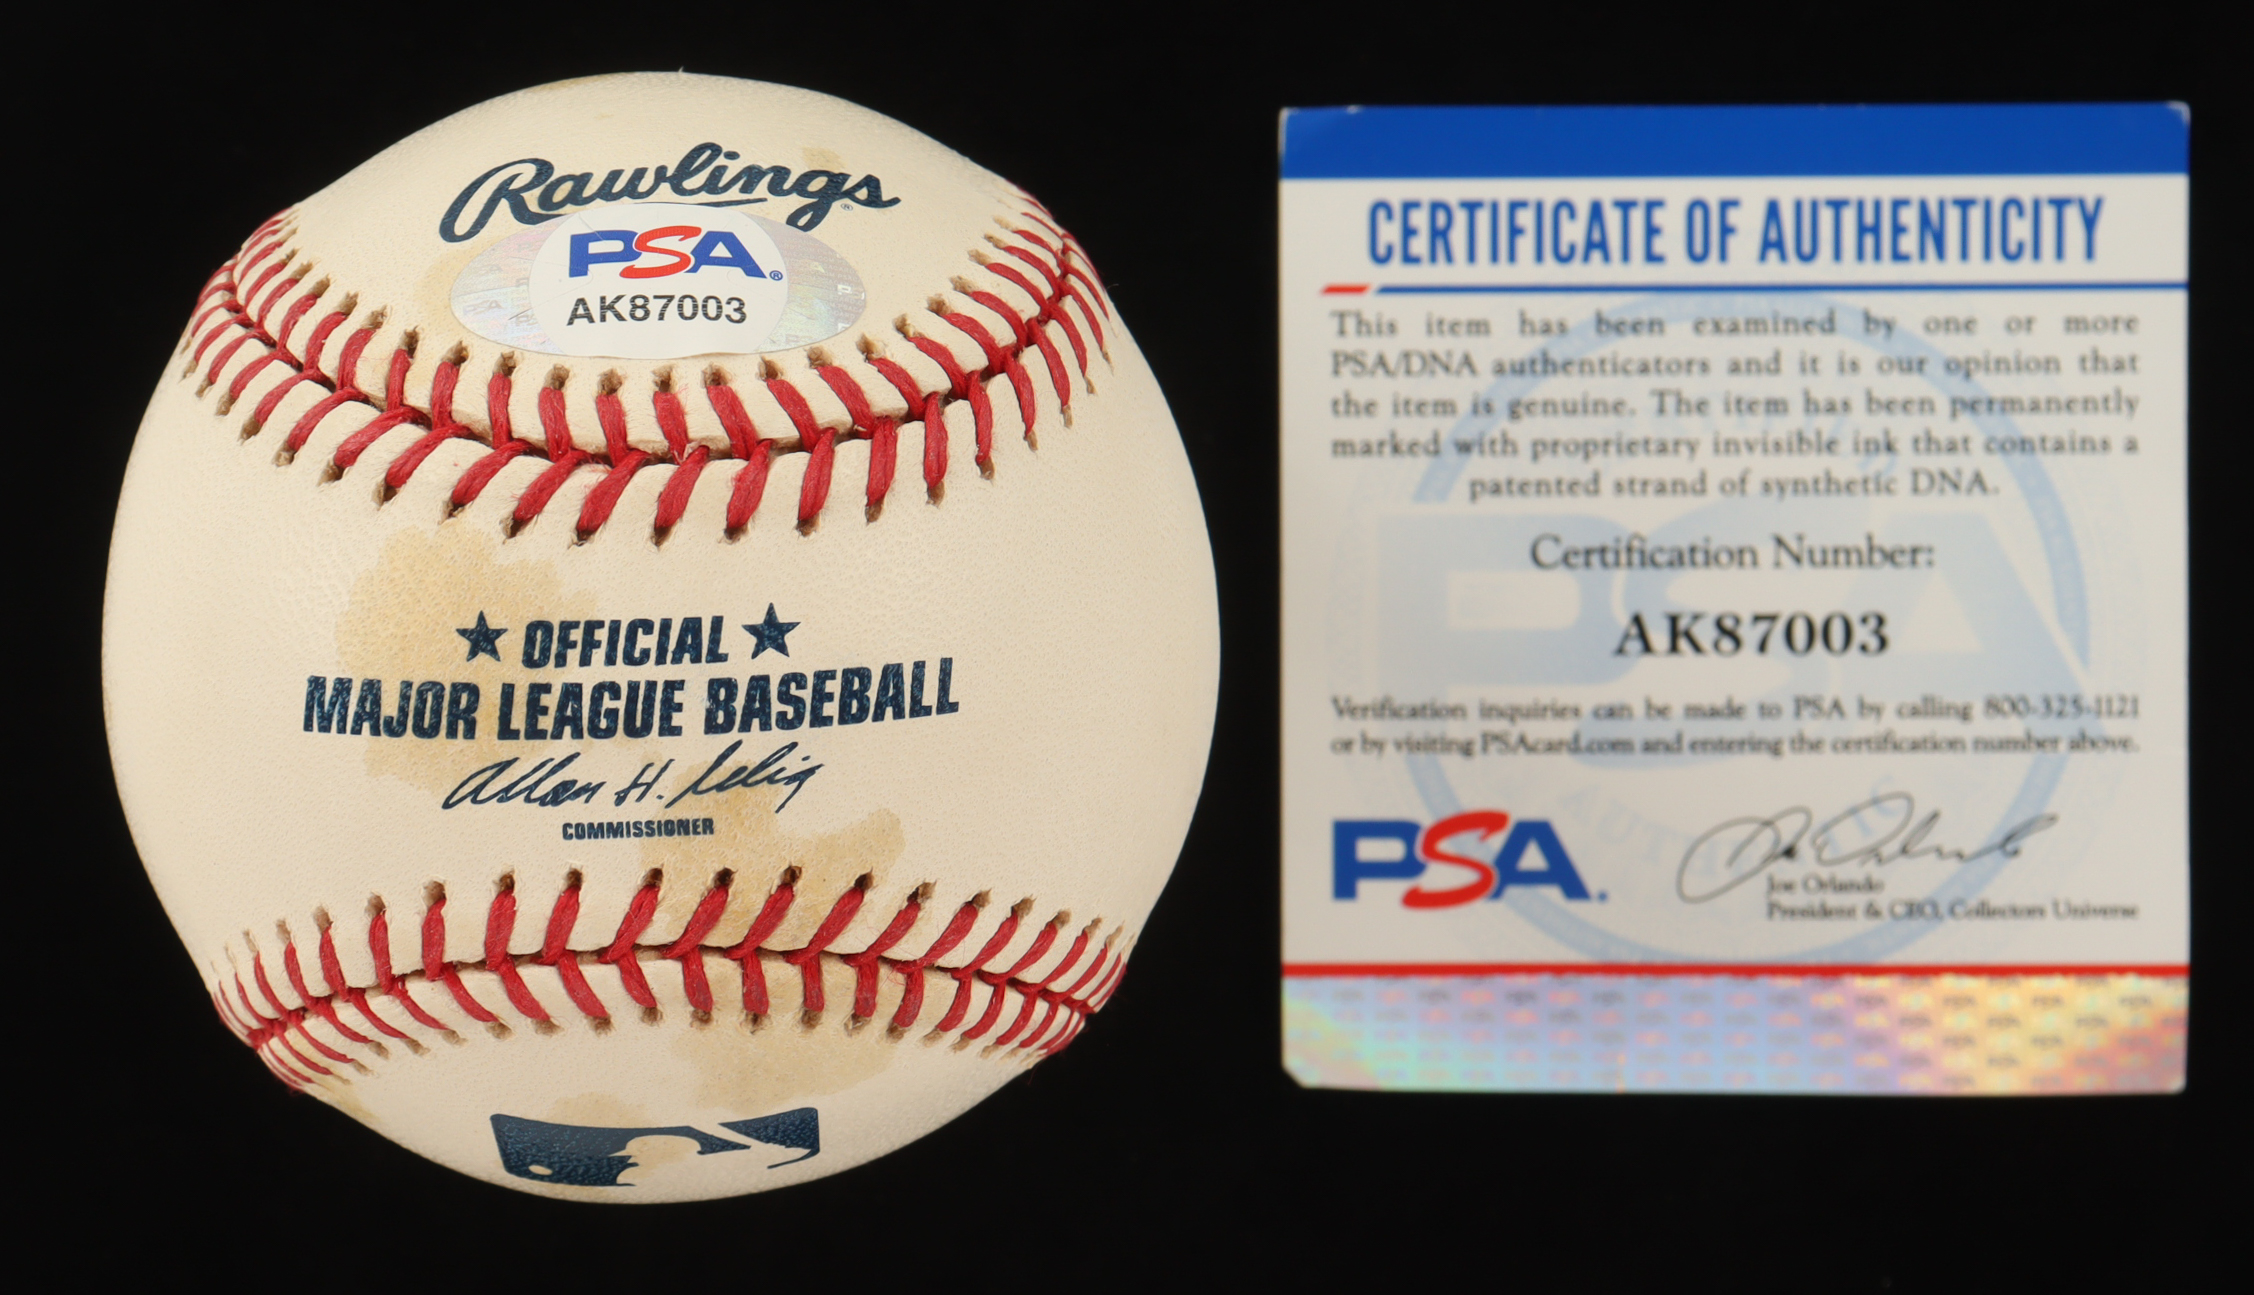 Rawlings
PSA®
AK87003
★ OFFICIAL ★
MAJOR LEAGUE BASEBALL
Allan H. Selig
COMMISSIONER
CERTIFICATE OF AUTHENTICITY
This item has been examined by one or more
PSA/DNA authenticators and it is our opinion that
the item is genuine. The item has been permanently
marked with proprietary invisible ink that contains a
patented strand of synthetic DNA.
Certification Number:
AK87003
Verification inquiries can be made to PSA by calling 800-325-1121
or by visiting PSAcard.com and entering the certification number above.
PSA.
Joe Orlando
President & CEO, Collectors Universe